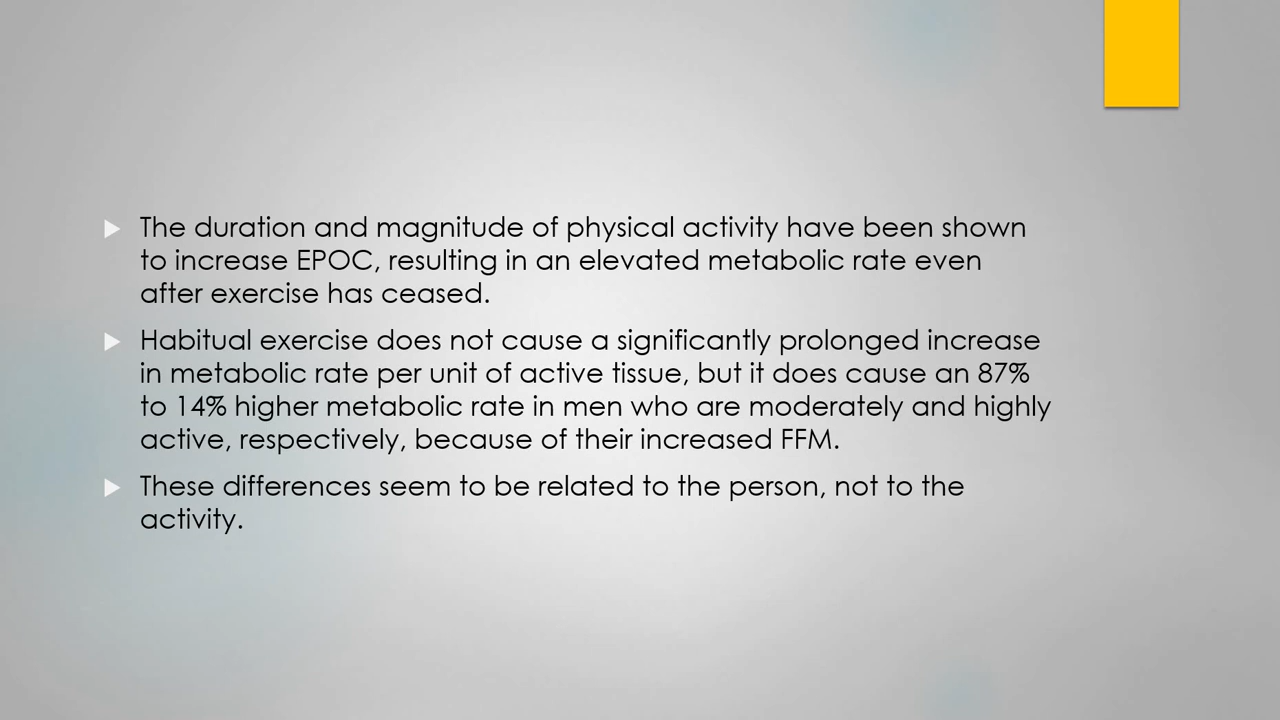 The duration and magnitude of physical activity have been shown
to increase EPOC, resulting in an elevated metabolic rate even
after exercise has ceased.
Habitual exercise does not cause a significantly prolonged increase
in metabolic rate per unit of active tissue, but it does cause an 87%
to 14% higher metabolic rate in men who are moderately and highly
active, respectively, because of their increased FFM.
These differences seem to be related to the person, not to the
activity.